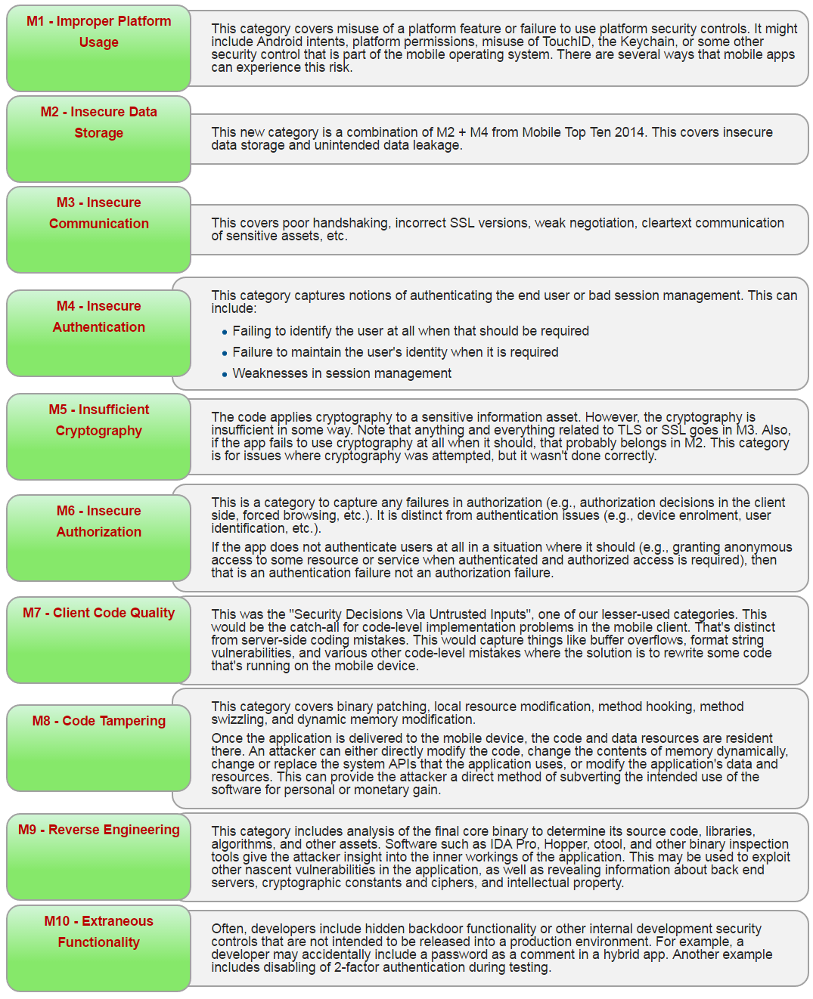 M1 - Improper Platform
Usage
This category covers misuse of a platform feature or failure to use platform security controls. It might
include Android intents, platform permissions, misuse of TouchID, the Keychain, or some other
security control that is part of the mobile operating system. There are several ways that mobile apps
can experience this risk.
M2 - Insecure Data
Storage
This new category is a combination of M2 + M4 from Mobile Top Ten 2014. This covers insecure
data storage and unintended data leakage.
M3 - Insecure
Communication
This covers poor handshaking, incorrect SSL versions, weak negotiation, cleartext communication
of sensitive assets, etc.
M4 - Insecure
Authentication
This category captures notions of authenticating the end user or bad session management. This can
include:
• Failing to identify the user at all when that should be required
• Failure to maintain the user's identity when it is required
• Weaknesses in session management
M5 - Insufficient
Cryptography
The code applies cryptography to a sensitive information asset. However, the cryptography is
insufficient in some way. Note that anything and everything related to TLS or SSL goes in M3. Also,
if the app fails to use cryptography at all when it should, that probably belongs in M2. This category
is for issues where cryptography was attempted, but it wasn't done correctly.
M6 - Insecure
Authorization
This is a category to capture any failures in authorization (e.g., authorization decisions in the client
side, forced browsing, etc.). It is distinct from authentication issues (e.g., device enrolment, user
identification, etc.).
If the app does not authenticate users at all in a situation where it should (e.g., granting anonymous
access to some resource or service when authenticated and authorized access is required), then
that is an authentication failure not an authorization failure.
M7 - Client Code Quality
This was the "Security Decisions Via Untrusted Inputs", one of our lesser-used categories. This
would be the catch-all for code-level implementation problems in the mobile client. That's distinct
from server-side coding mistakes. This would capture things like buffer overflows, format string
vulnerabilities, and various other code-level mistakes where the solution is to rewrite some code
that's running on the mobile device.
M8 - Code Tampering
This category covers binary patching, local resource modification, method hooking, method
swizzling, and dynamic memory modification.
Once the application is delivered to the mobile device, the code and data resources are resident
there. An attacker can either directly modify the code, change the contents of memory dynamically,
change or replace the system APIs that the application uses, or modify the application's data and
resources. This can provide the attacker a direct method of subverting the intended use of the
software for personal or monetary gain.
M9 - Reverse Engineering
This category includes analysis of the final core binary to determine its source code, libraries,
algorithms, and other assets. Software such as IDA Pro, Hopper, otool, and other binary inspection
tools give the attacker insight into the inner workings of the application. This may be used to exploit
other nascent vulnerabilities in the application, as well as revealing information about back end
servers, cryptographic constants and ciphers, and intellectual property.
M10 - Extraneous
Functionality
Often, developers include hidden backdoor functionality or other internal development security
controls that are not intended to be released into a production environment. For example, a
developer may accidentally include a password as a comment in a hybrid app. Another example
includes disabling of 2-factor authentication during testing.